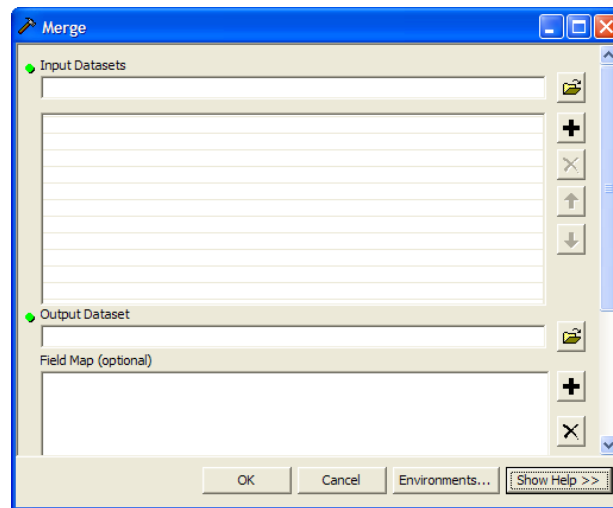 Merge
Input Datasets
Output Dataset
Field Map (optional)
OK
Cancel
Environments...
Show Help >>